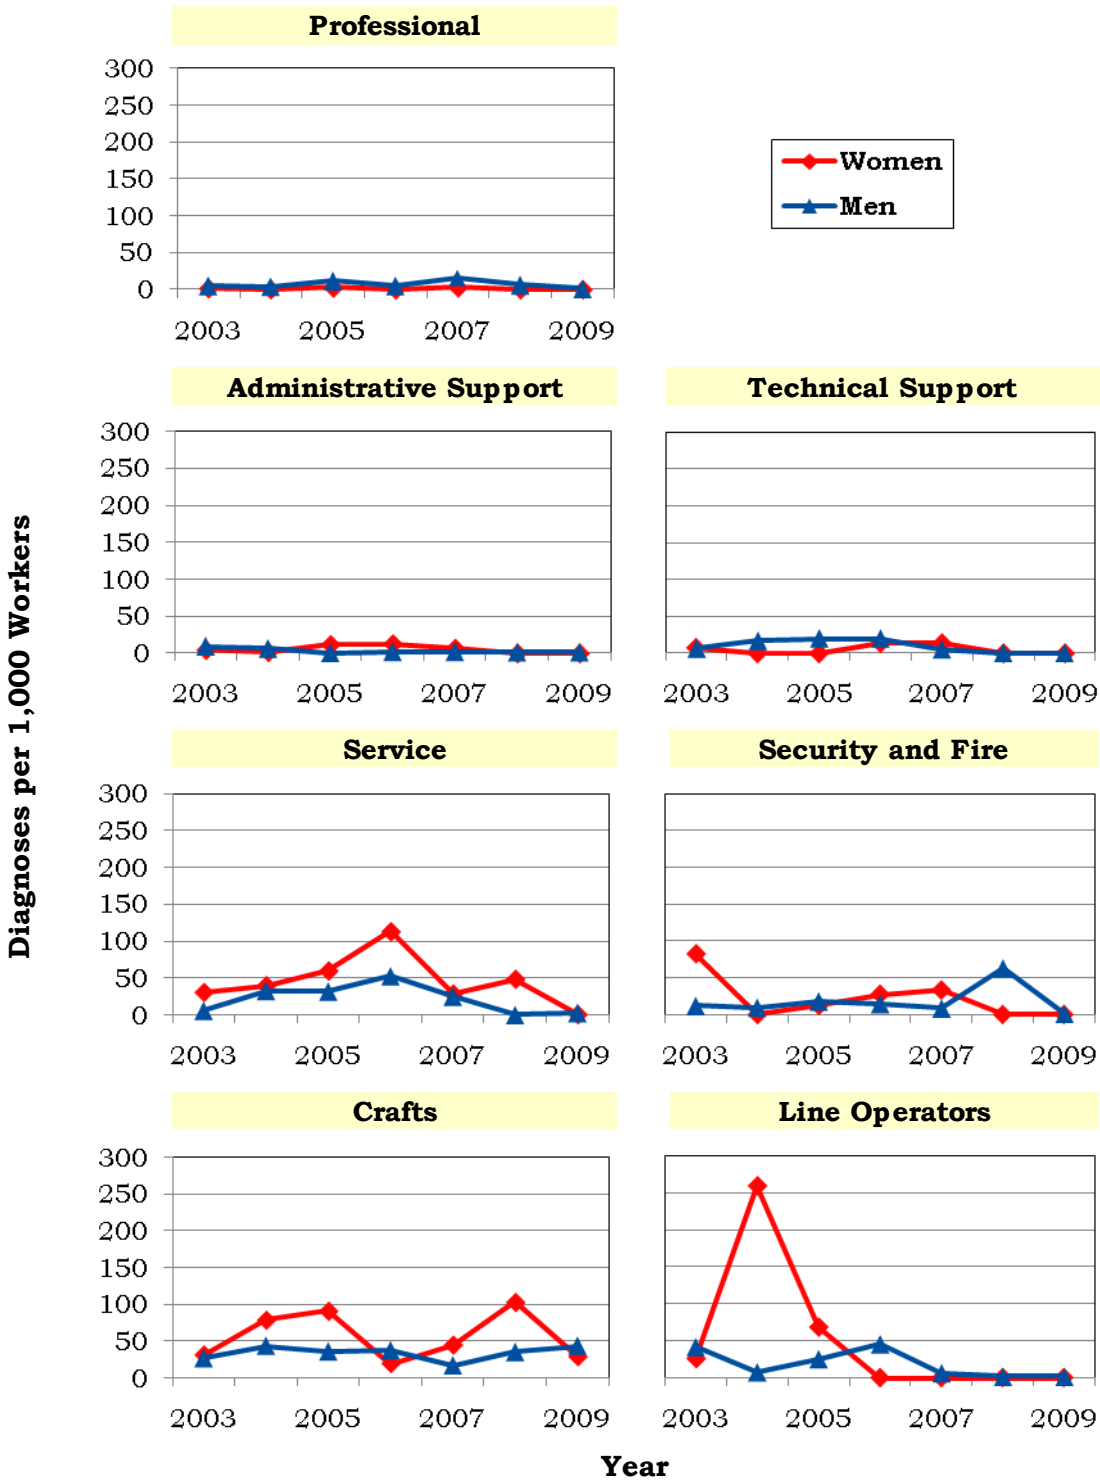 Professional
300
250
200
150
100
50
0
2003 2005 2007 2009
Women
Men
Administrative Support
300
250
200
150
100
50
0
2003 2005 2007 2009
Technical Support
2003 2005 2007 2009
Diagnoses per 1,000 Workers
Service
300
250
200
150
100
50
0
2003 2005 2007 2009
Security and Fire
2003 2005 2007 2009
Crafts
300
250
200
150
100
50
0
2003 2005 2007 2009
Line Operators
2003 2005 2007 2009
Year